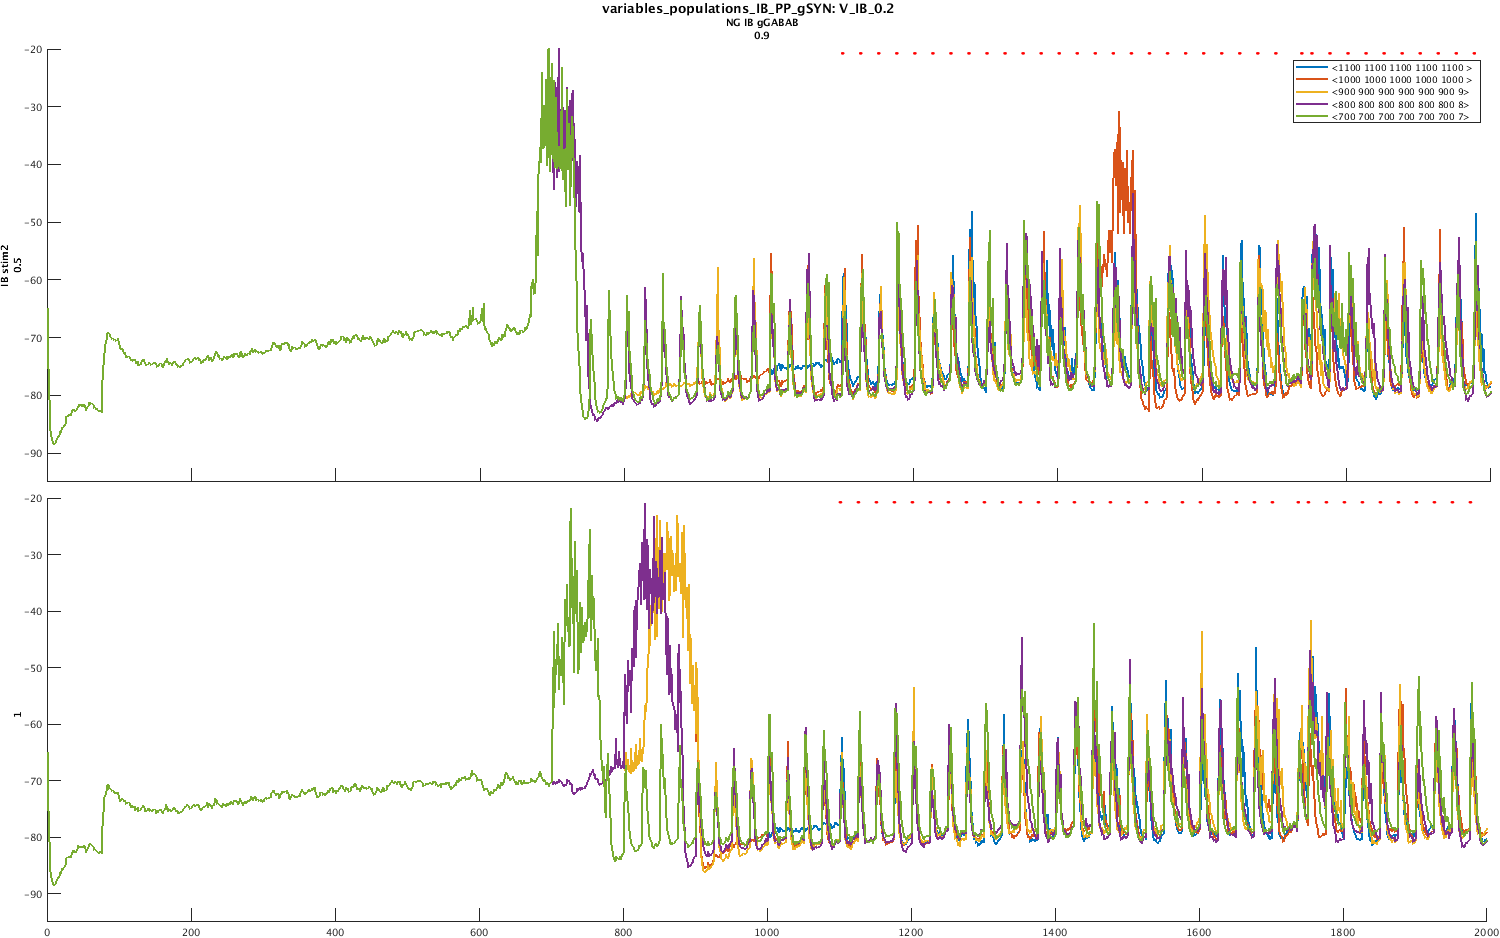 variables_populations_IB_PP_gSYN: V_IB_0.2
NG IB gGABAB
0.9
IB stim2
0.5
-20
-30
-40
-50
-60
-70
-80
-90
<1100 1100 1100 1100 1100 >
<1000 1000 1000 1000 1000 >
<900 900 900 900 900 900 9>
<800 800 800 800 800 800 8>
<700 700 700 700 700 700 7>
1
-20
-30
-40
-50
-60
-70
-80
-90
0 200 400 600 800 1000 1200 1400 1600 1800 2000